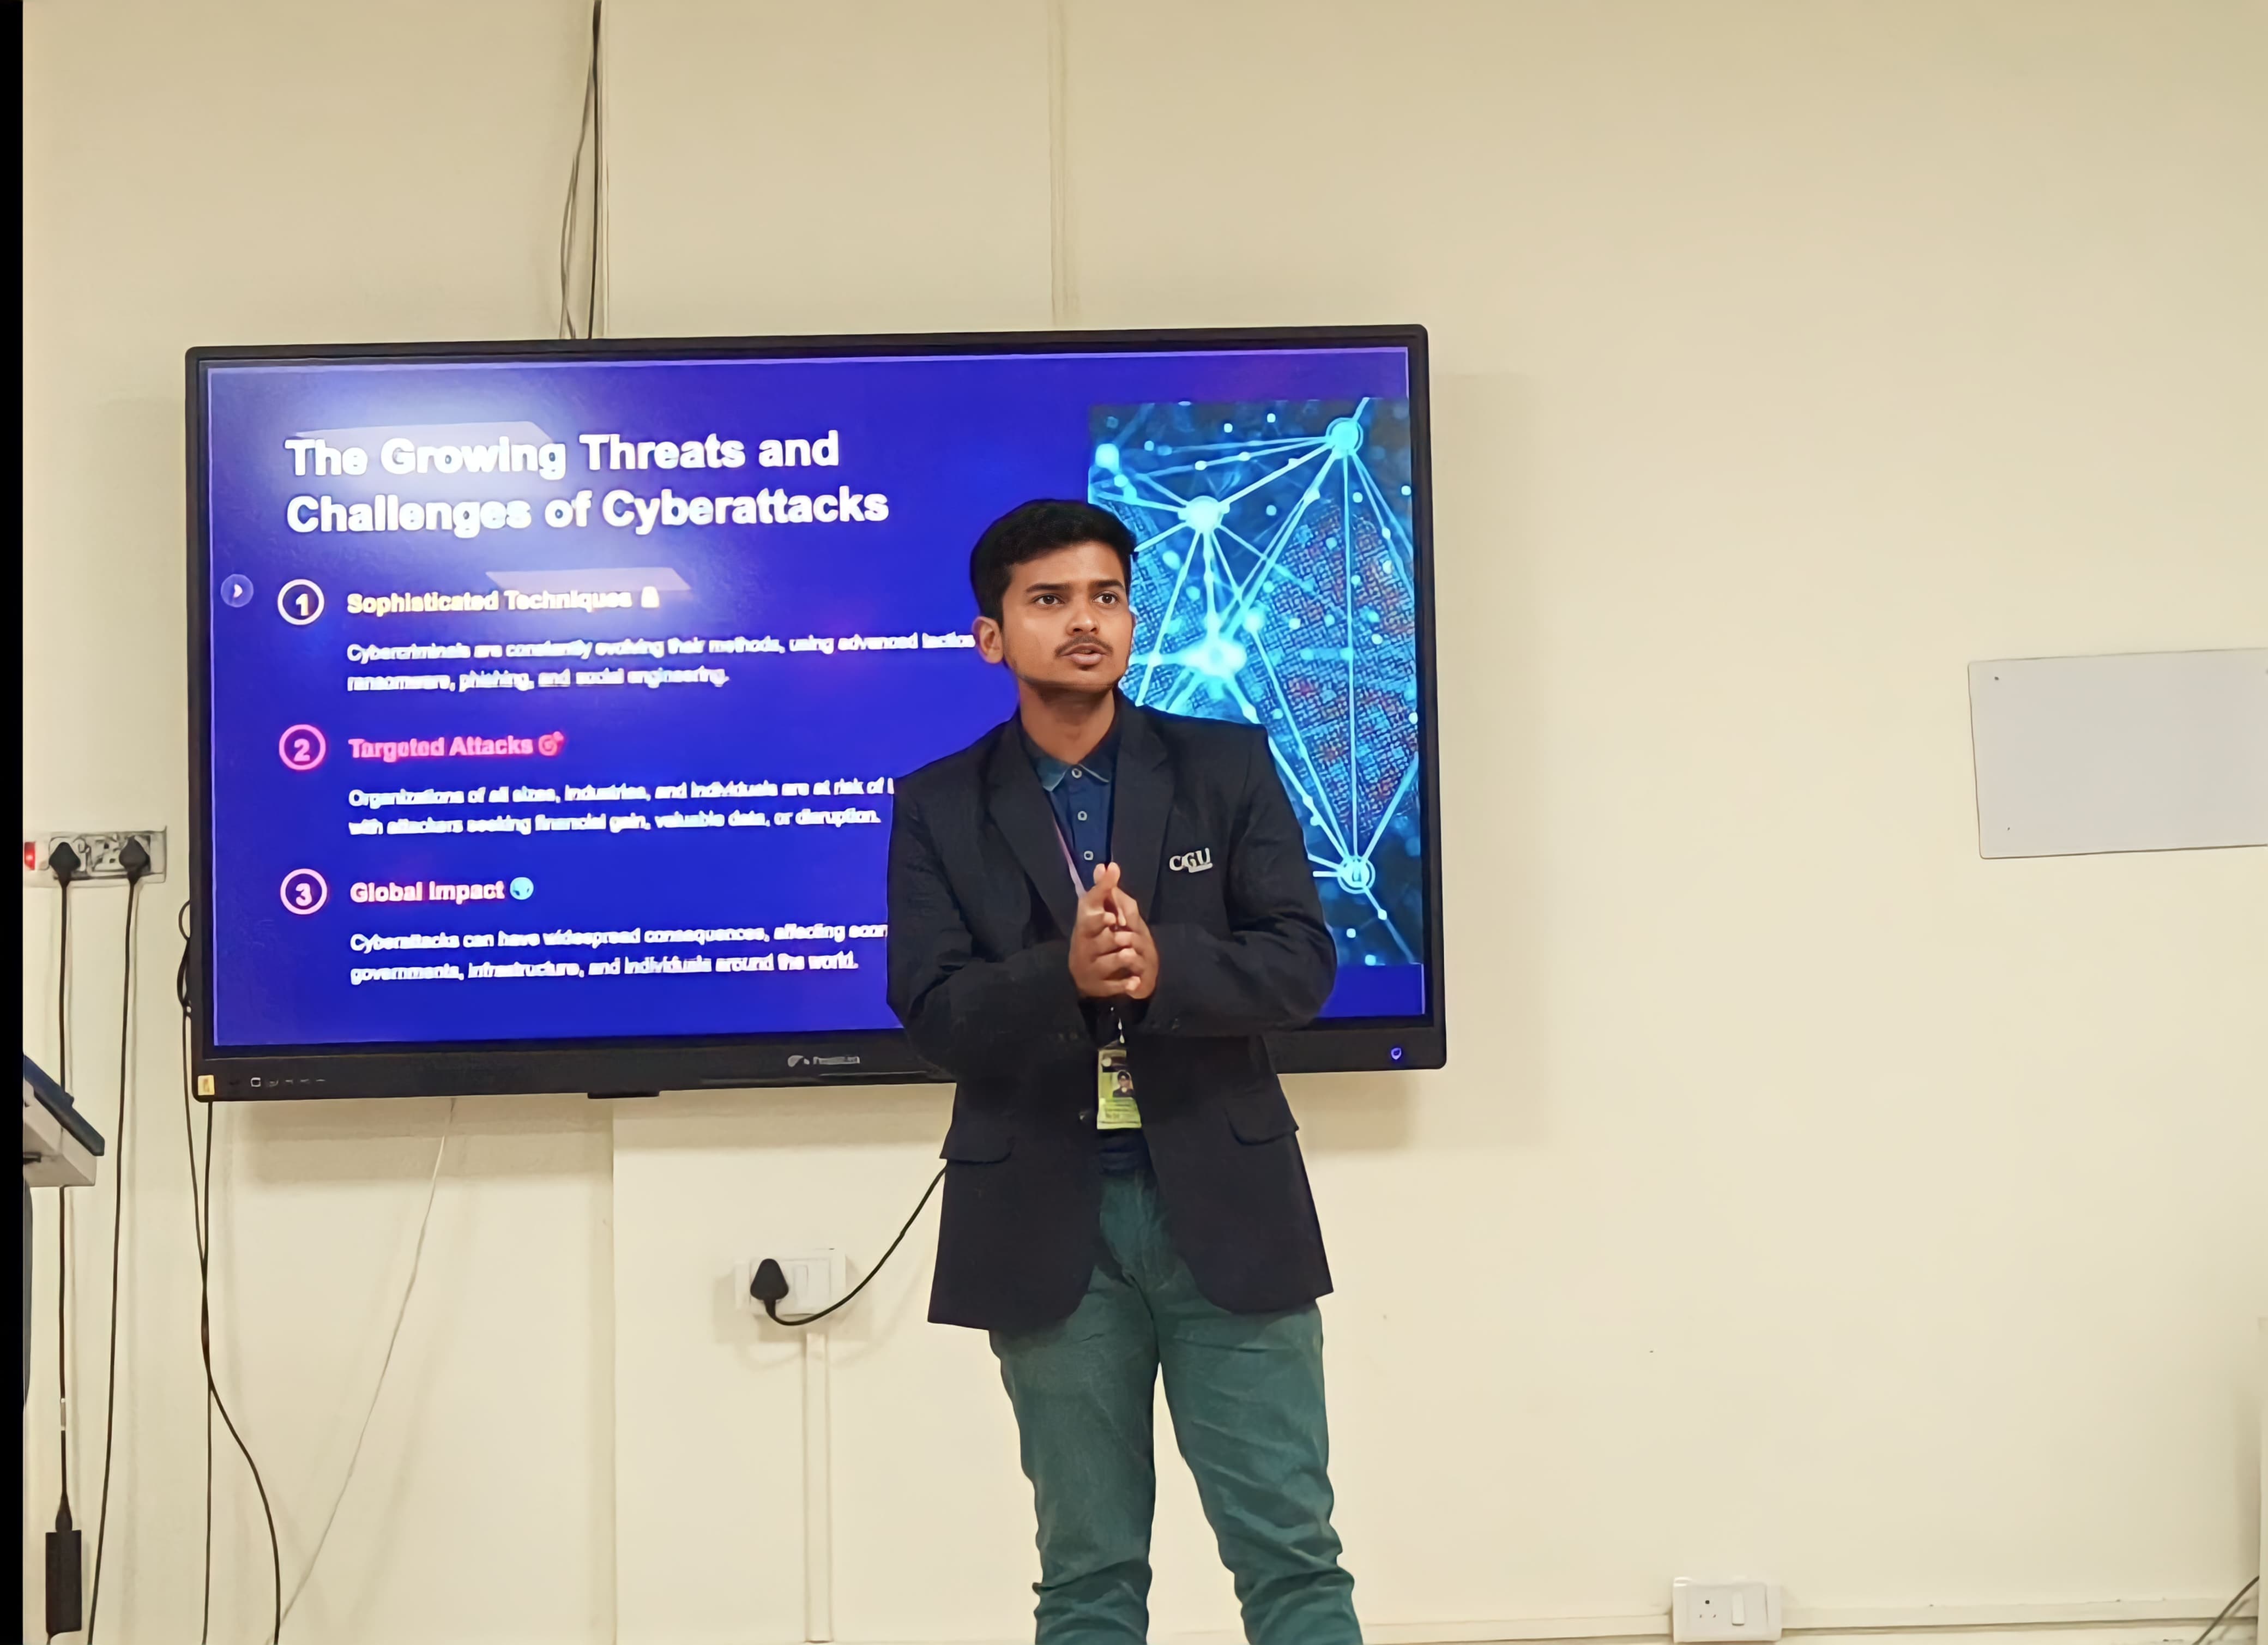 The Growing Threats and
Challenges of Cyberattacks
1
Sophisticated Techniques
Cybercriminals are constantly evolving their methods, using advanced tactics
ransomware, phishing, and social engineering.
2
Targeted Attacks
Organizations of all sizes, industries, and individuals are at risk of
with attackers seeking financial gain, valuable data, or disruption.
3
Global Impact
Cyberattacks can have widespread consequences, affecting
governments, infrastructure, and individuals around the world.
CGU